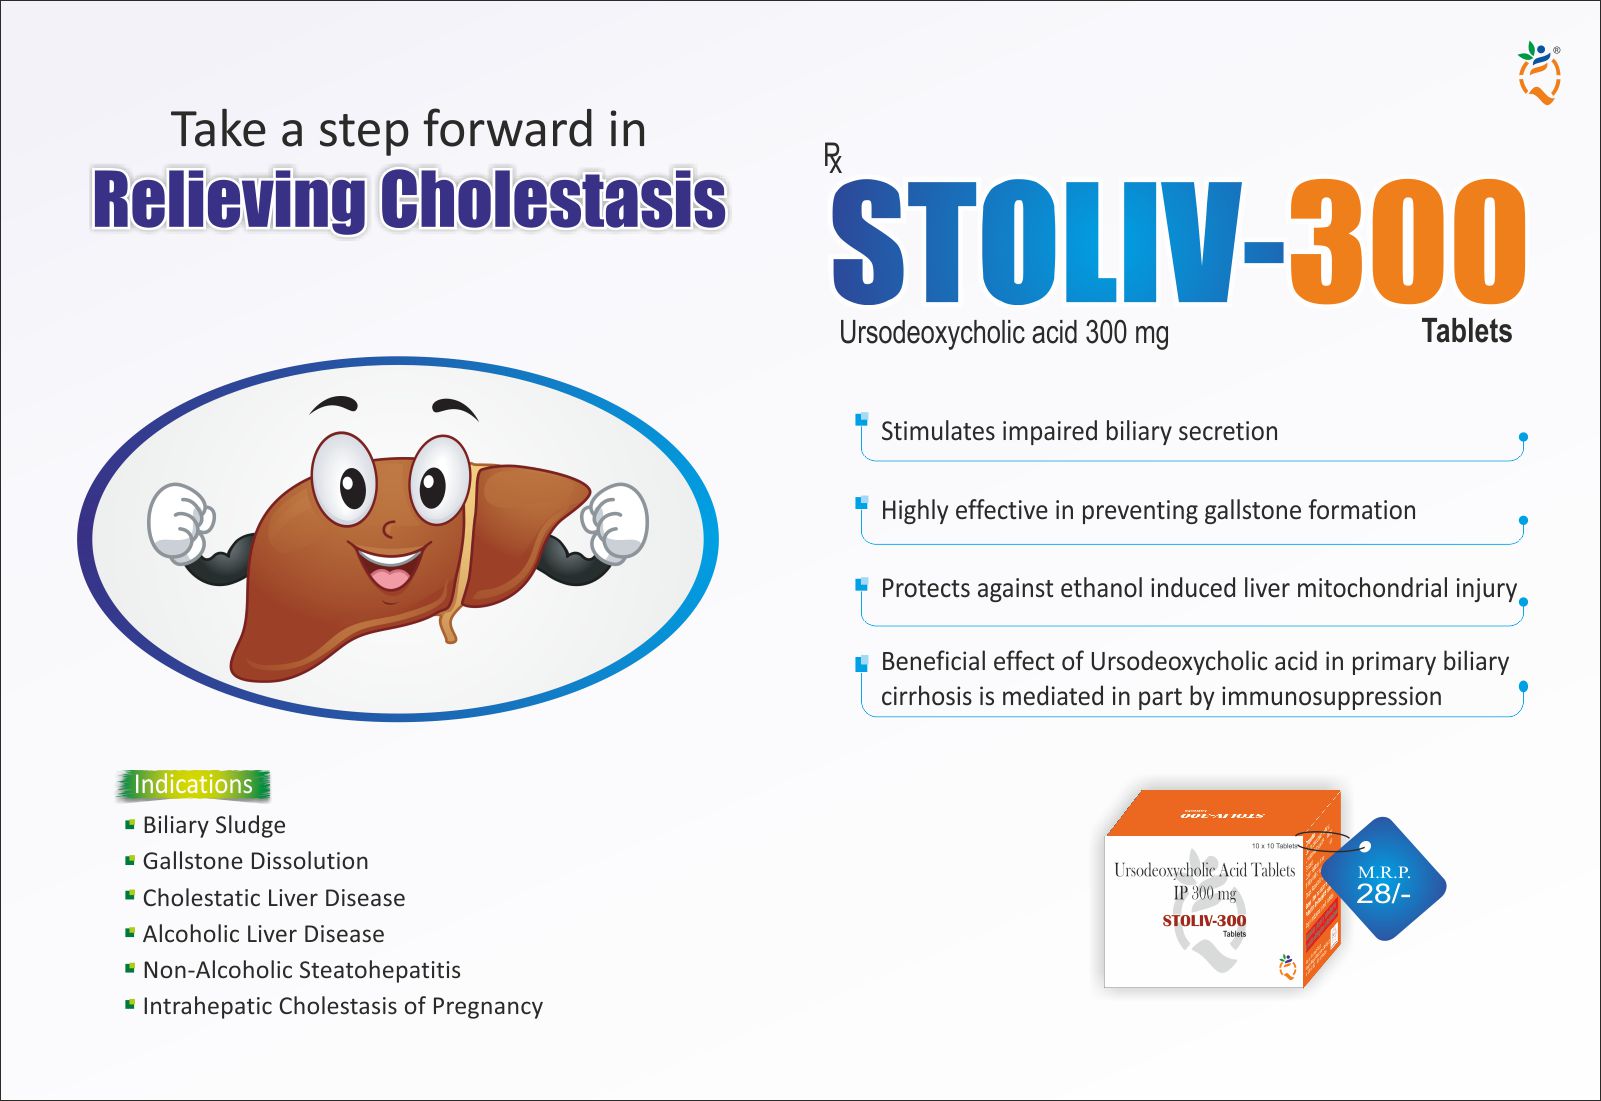 Take a step forward in
Relieving Cholestasis
Indications
Biliary Sludge
Gallstone Dissolution
Cholestatic Liver Disease
Alcoholic Liver Disease
Non-Alcoholic Steatohepatitis
Intrahepatic Cholestasis of Pregnancy
®
Rx
STOLIV-300
Ursodeoxycholic acid 300 mg
Tablets
Stimulates impaired biliary secretion
Highly effective in preventing gallstone formation
Protects against ethanol induced liver mitochondrial injury
Beneficial effect of Ursodeoxycholic acid in primary biliary
cirrhosis is mediated in part by immunosuppression
STOLIV-300
10 x 10 Tablets
Ursodeoxycholic Acid Tablets
IP 300 mg
STOLIV-300
Tablets
M.R.P.
28/-